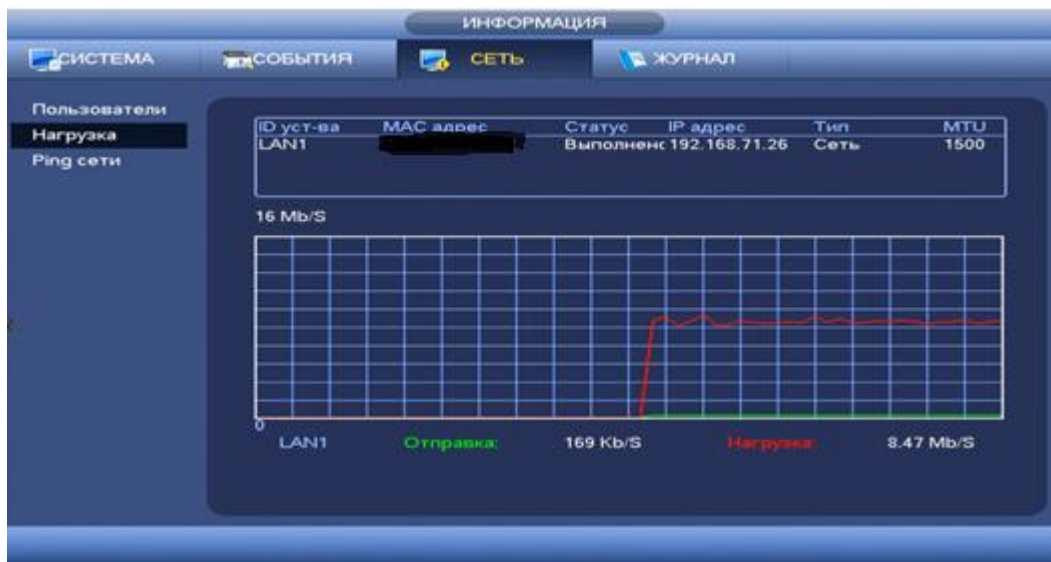 ИНФОРМАЦИЯ
СИСТЕМА СОБЫТИЯ СЕТЬ ЖУРНАЛ
Пользователи
Нагрузка
Ping сети
ID уст-ва MAC адрес Статус IP адрес Тип MTU
LAN1 Выполненс 192.168.71.26 Сеть 1500
16 Mb/S
0
LAN1 Отправка: 169 Kb/S Нагрузка: 8.47 Mb/S